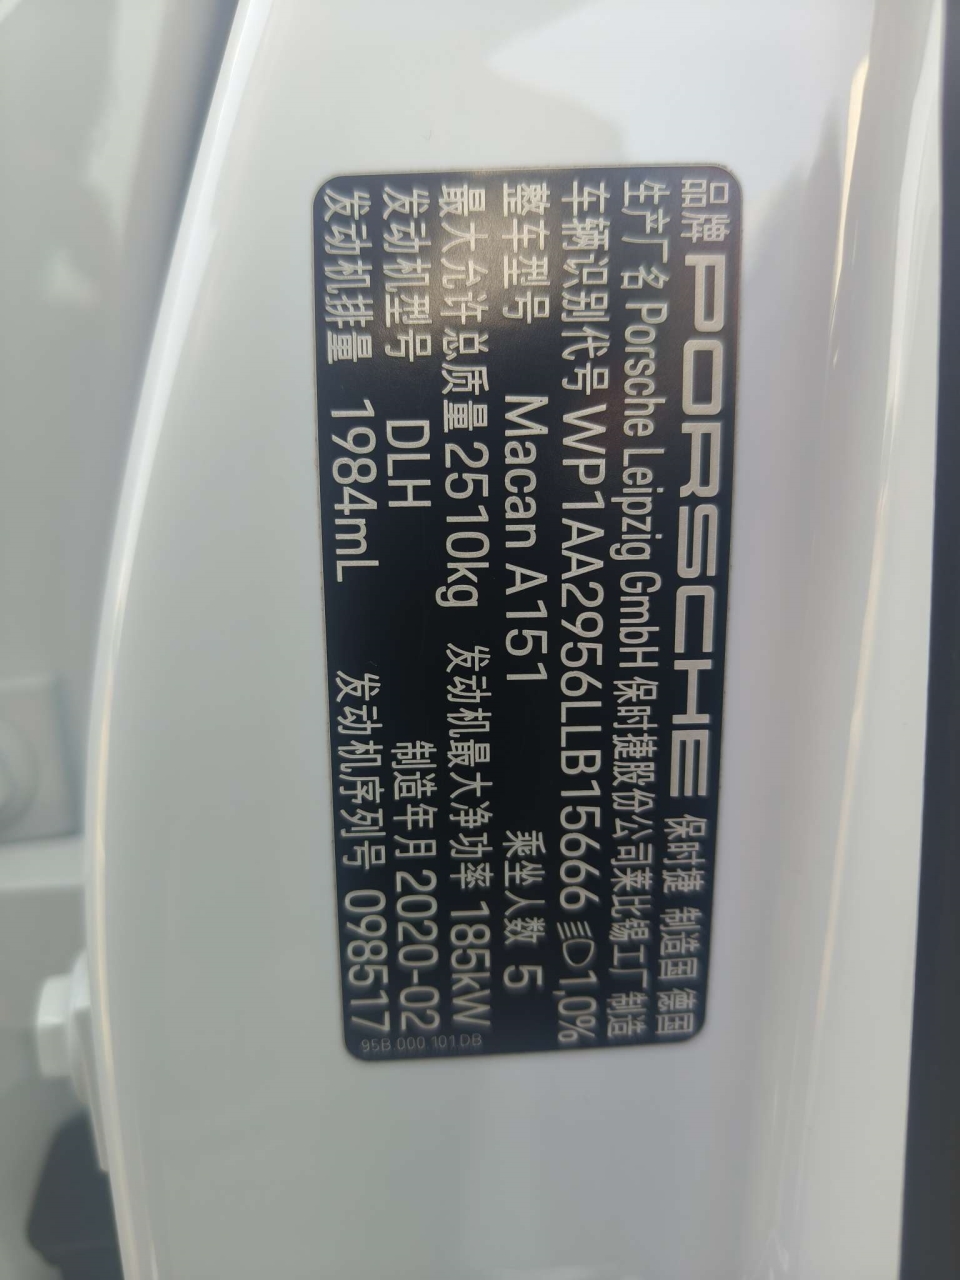 品牌 PORSCHE 保时捷 制造国 德国
生产厂名 Porsche Leipzig GmbH 保时捷股份公司莱比锡工厂 制造
车辆识别代号 WP1AA2956LLB15666 1,0%
整车型号 Macan A151 乘坐人数 5
最大允许总质量 2510kg 发动机最大净功率 185kW
发动机型号 DLH 制造年月 2020-02
发动机排量 1984mL 发动机序列号 098517
95B 000 101 DB